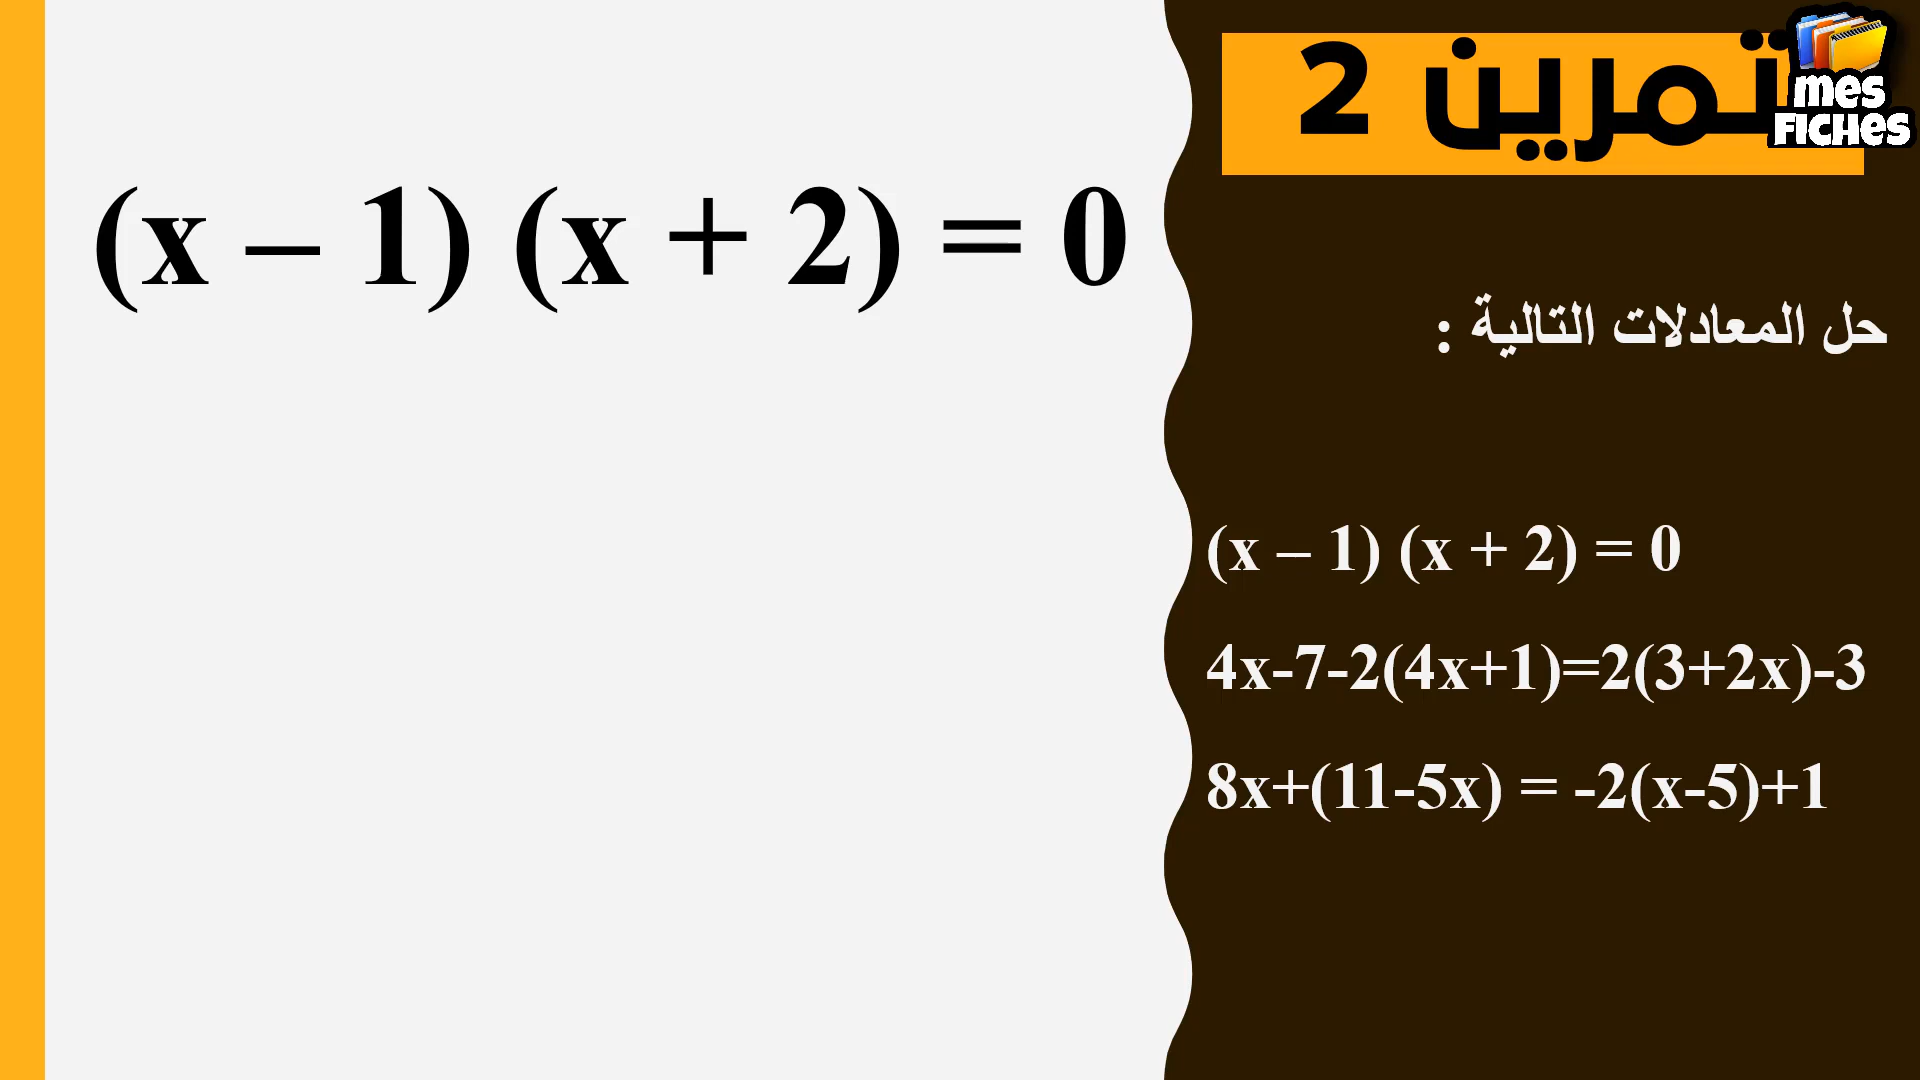 تمرين 2
mes
FICHES
(x – 1) (x + 2) = 0
حل المعادلات التالية :
(x – 1) (x + 2) = 0
4x-7-2(4x+1)=2(3+2x)-3
8x+(11-5x) = -2(x-5)+1